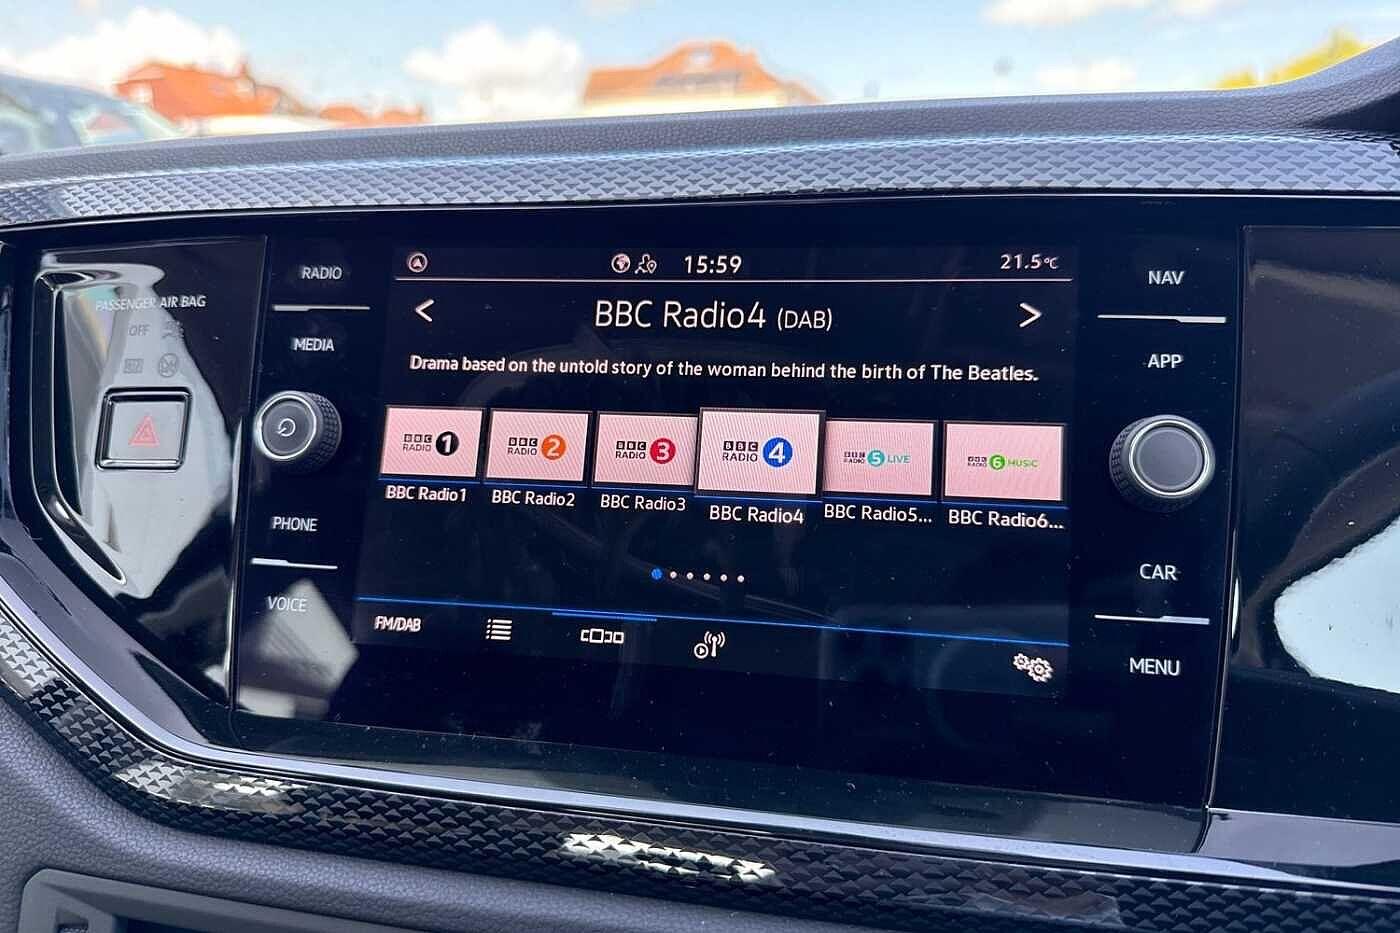 PASSENGER AIR BAG
OFF
RADIO
MEDIA
PHONE
VOICE
15:59
21.5°C
< BBC Radio4 (DAB) >
Drama based on the untold story of the woman behind the birth of The Beatles.
BBC RADIO 1
BBC RADIO 2
BBC RADIO 3
BBC RADIO 4
BBC RADIO 5 LIVE
BBC RADIO 6 MUSIC
BBC Radio1
BBC Radio2
BBC Radio3
BBC Radio4
BBC Radio5...
BBC Radio6...
FM/DAB
NAV
APP
CAR
MENU